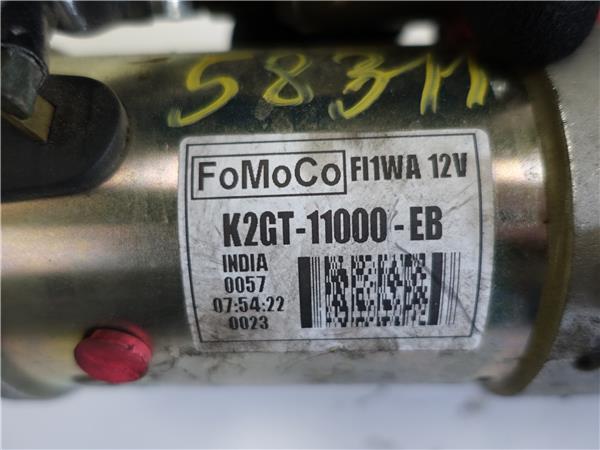 583M
FoMoCo FI1WA 12V
K2GT-11000-EB
INDIA
0057
07:54:22
0023